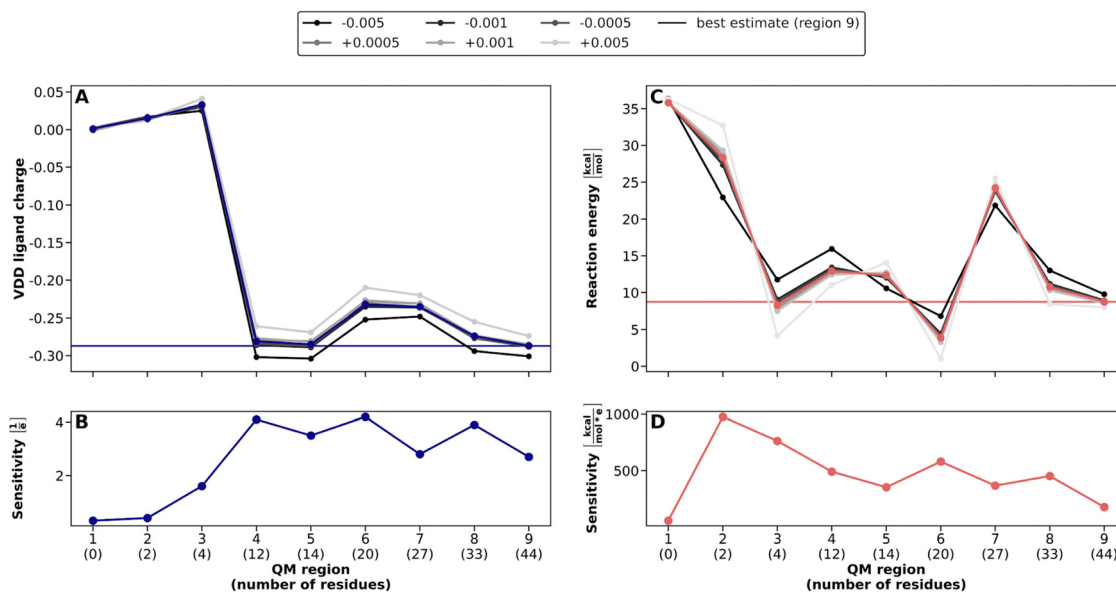 -0.005 -0.001 -0.0005 best estimate (region 9)
+0.0005 +0.001 +0.005
A
VDD ligand charge
0.05
0.00
-0.05
-0.10
-0.15
-0.20
-0.25
-0.30
B
Sensitivity [1/e]
4
2
1 2 3 4 5 6 7 8 9
(0) (2) (4) (12) (14) (20) (27) (33) (44)
QM region
(number of residues)
C
Reaction energy [kcal/mol]
35
30
25
20
15
10
5
0
D
Sensitivity [kcal/mol*e]
1000
500
1 2 3 4 5 6 7 8 9
(0) (2) (4) (12) (14) (20) (27) (33) (44)
QM region
(number of residues)